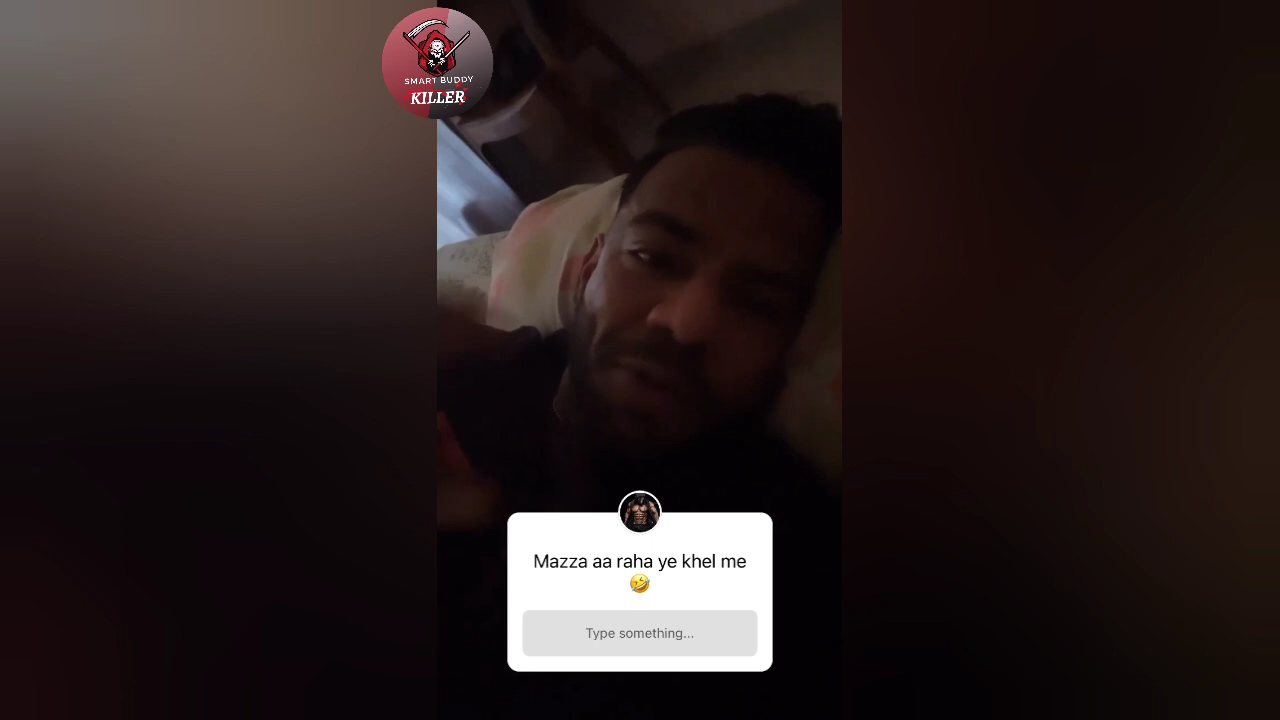 SMART BUDDY
KILLER
Mazza aa raha ye khel me
🤣
Type something...